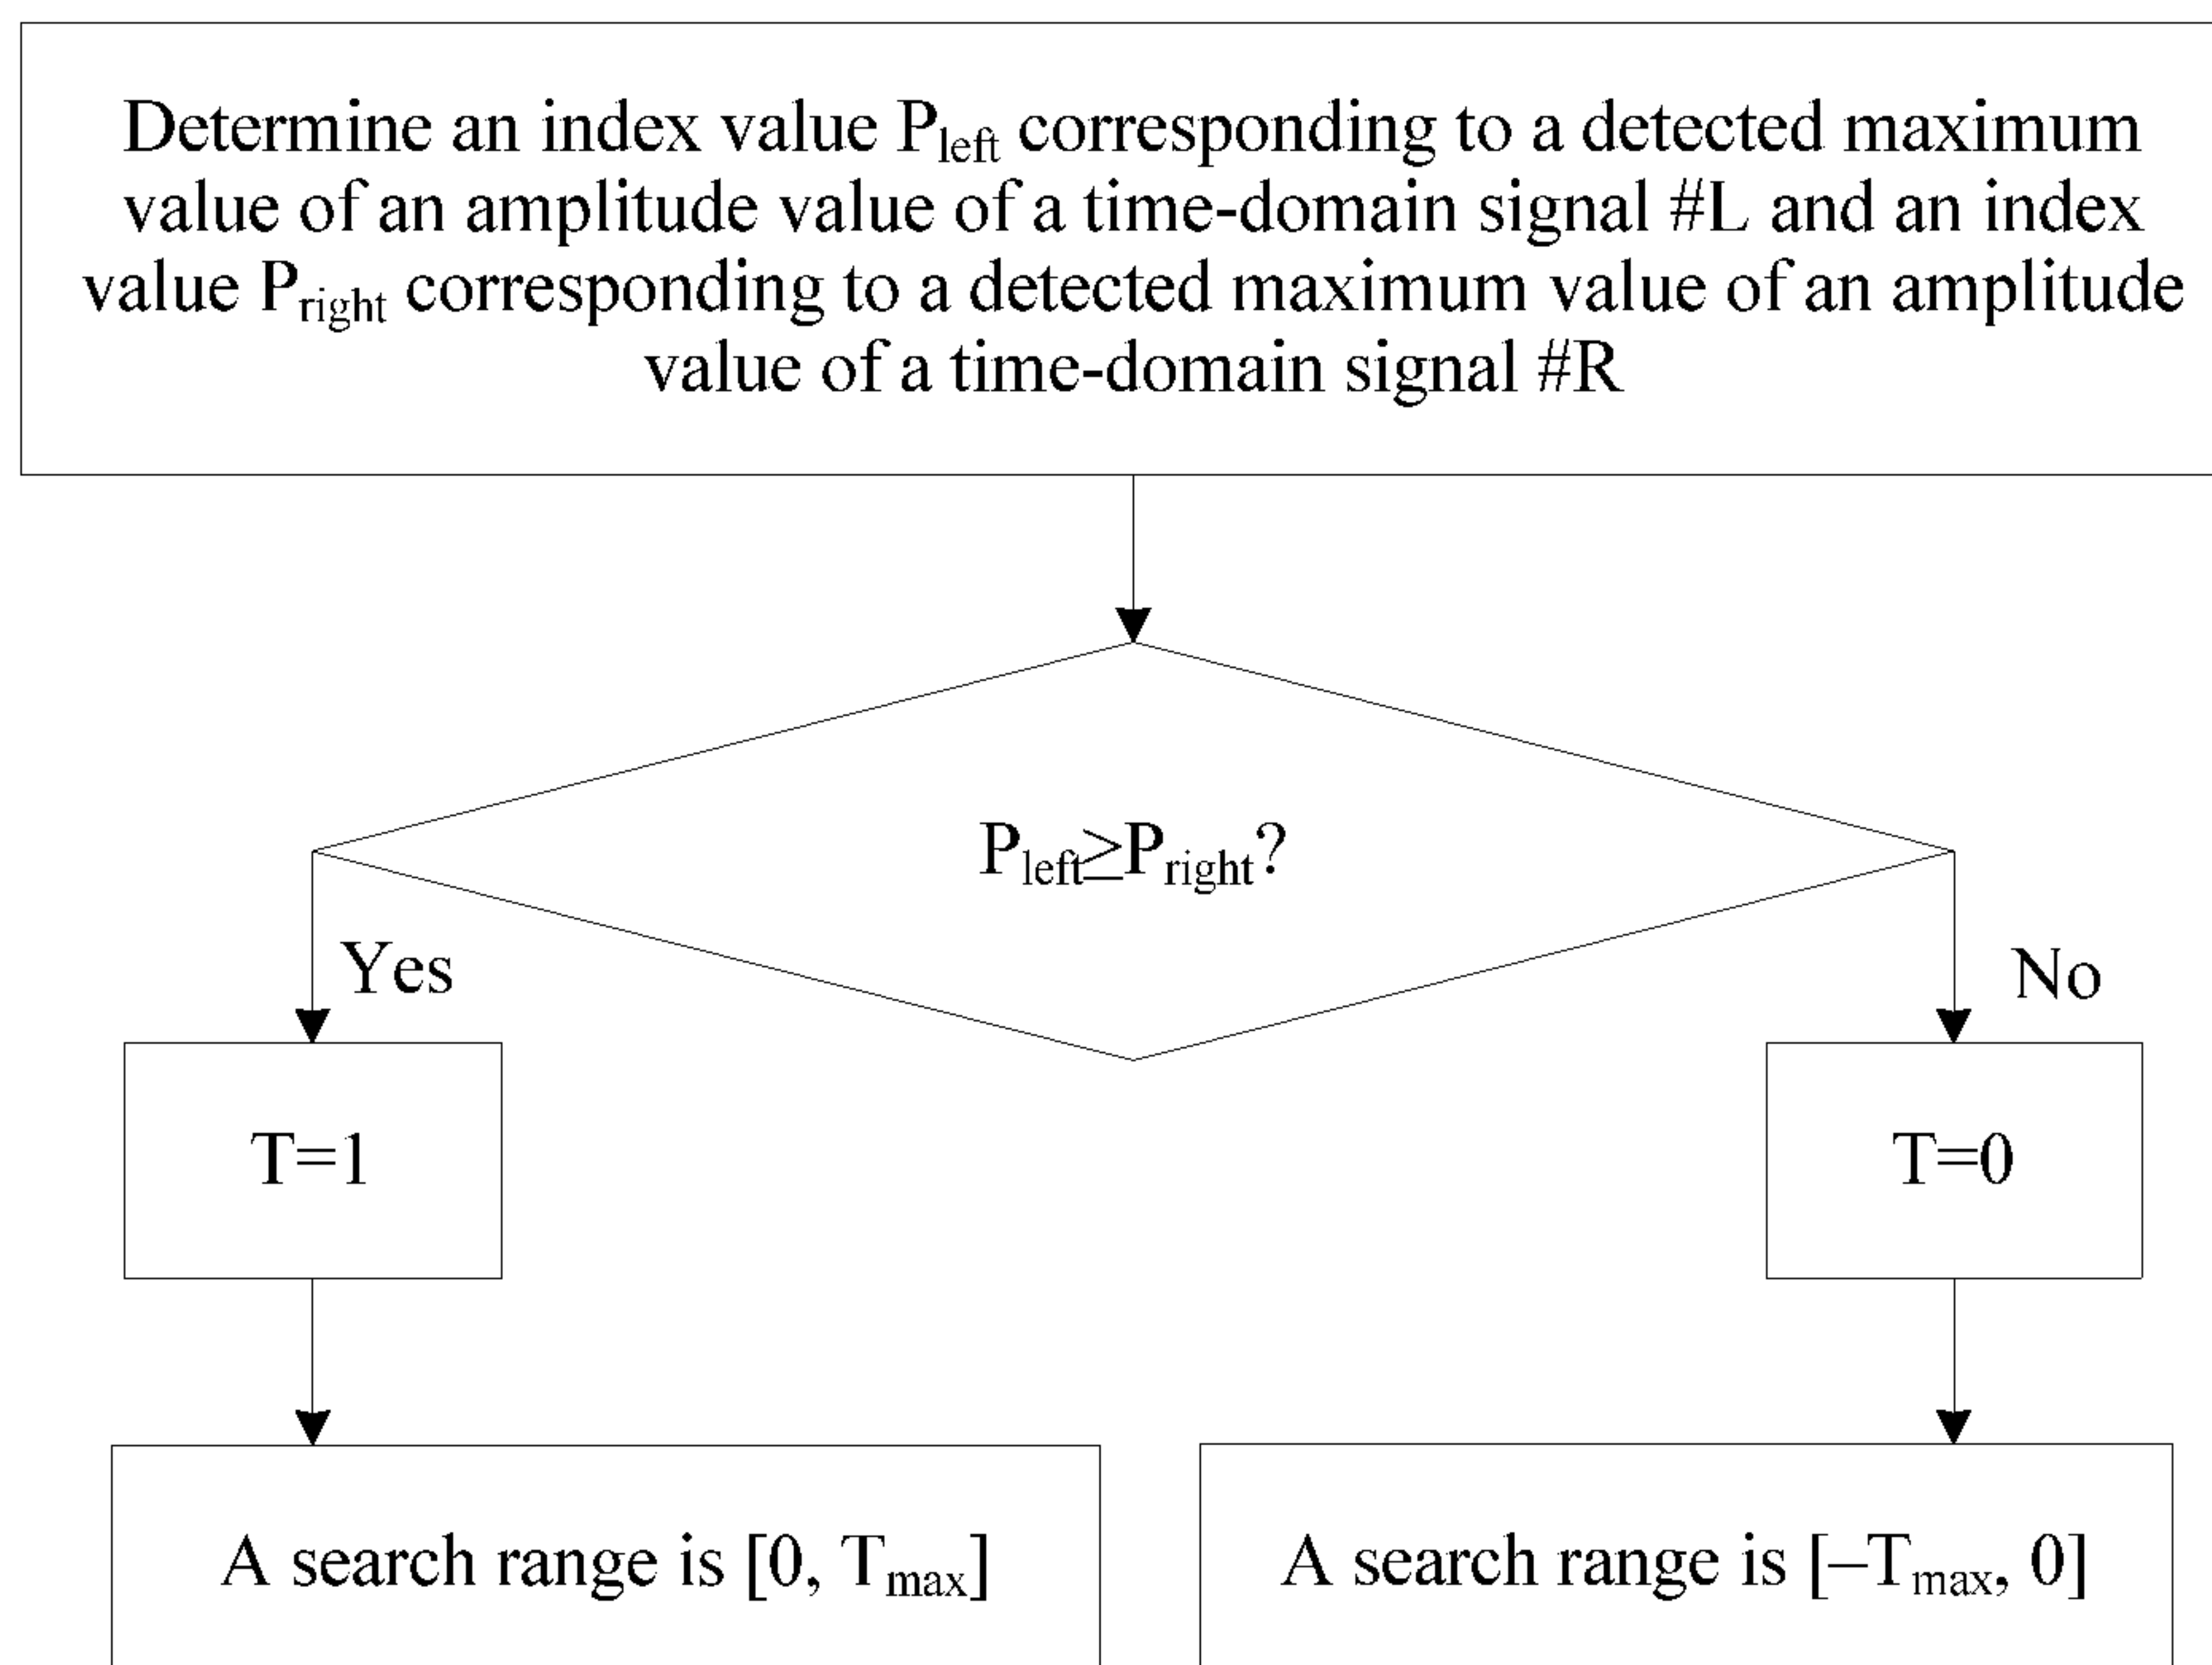 Determine an index value Pleft corresponding to a detected maximum
value of an amplitude value of a time-domain signal #L and an index
value Pright corresponding to a detected maximum value of an amplitude
value of a time-domain signal #R
Pleft≥Pright?
Yes
No
T=1
T=0
A search range is [0, Tmax]
A search range is [–Tmax, 0]